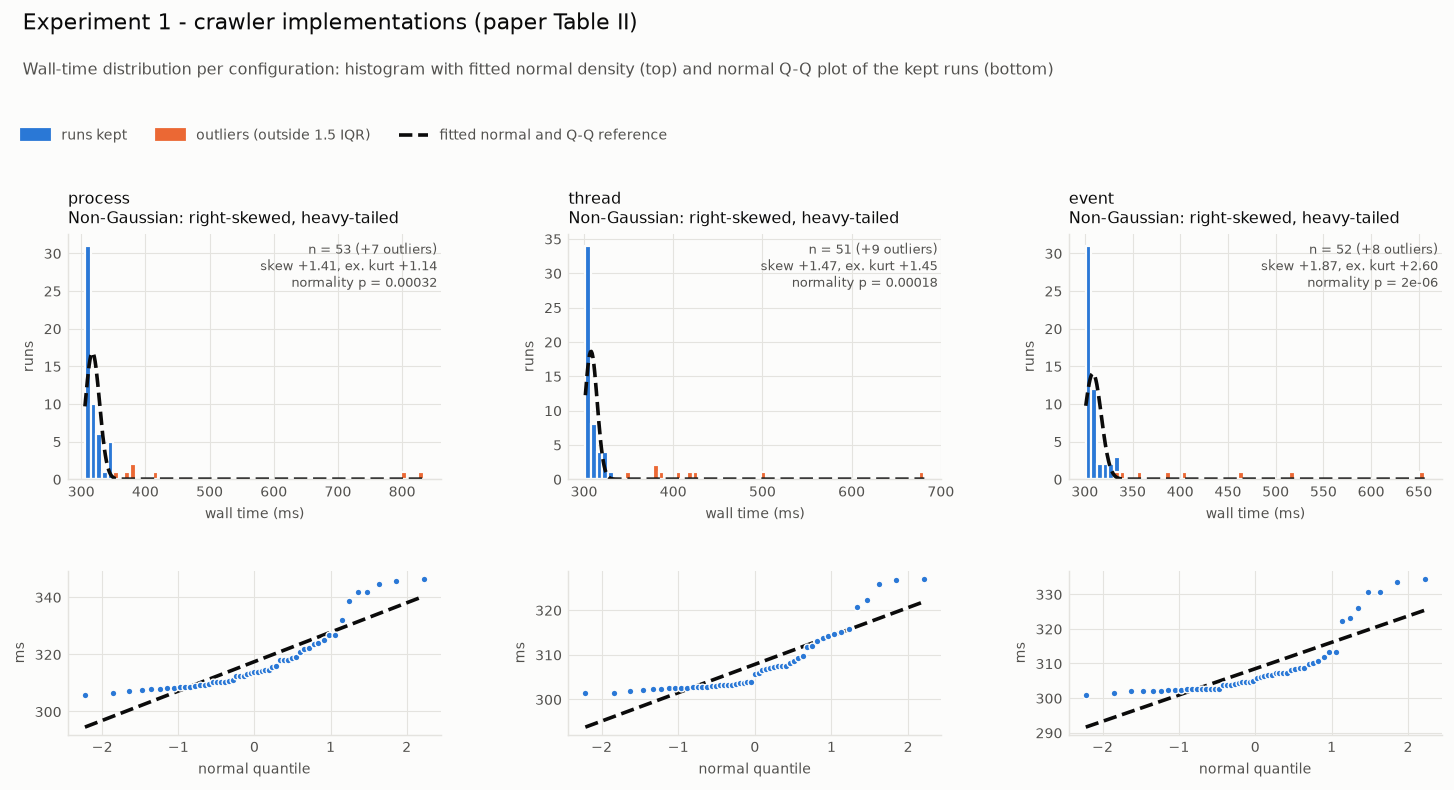 Experiment 1 - crawler implementations (paper Table II)
Wall-time distribution per configuration: histogram with fitted normal density (top) and normal Q-Q plot of the kept runs (bottom)
runs kept
outliers (outside 1.5 IQR)
fitted normal and Q-Q reference
process
Non-Gaussian: right-skewed, heavy-tailed
n = 53 (+7 outliers)
skew +1.41, ex. kurt +1.14
normality p = 0.00032
runs
30
25
20
15
10
5
0
300 400 500 600 700 800
wall time (ms)
thread
Non-Gaussian: right-skewed, heavy-tailed
n = 51 (+9 outliers)
skew +1.47, ex. kurt +1.45
normality p = 0.00018
runs
35
30
25
20
15
10
5
0
300 400 500 600 700
wall time (ms)
event
Non-Gaussian: right-skewed, heavy-tailed
n = 52 (+8 outliers)
skew +1.87, ex. kurt +2.60
normality p = 2e-06
runs
30
25
20
15
10
5
0
300 350 400 450 500 550 600 650
wall time (ms)
ms
340
320
300
−2 −1 0 1 2
normal quantile
ms
320
310
300
−2 −1 0 1 2
normal quantile
ms
330
320
310
300
290
−2 −1 0 1 2
normal quantile